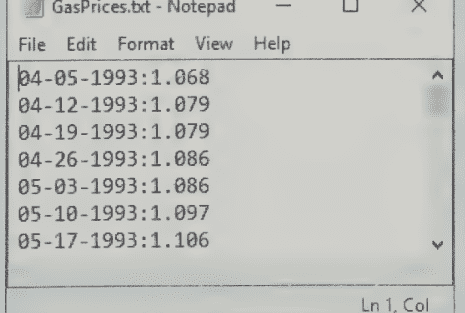 GasPrices.txt - Notepad
File Edit Format View Help
04-05-1993:1.068
04-12-1993:1.079
04-19-1993:1.079
04-26-1993:1.086
05-03-1993:1.086
05-10-1993:1.097
05-17-1993:1.106
Ln 1, Col